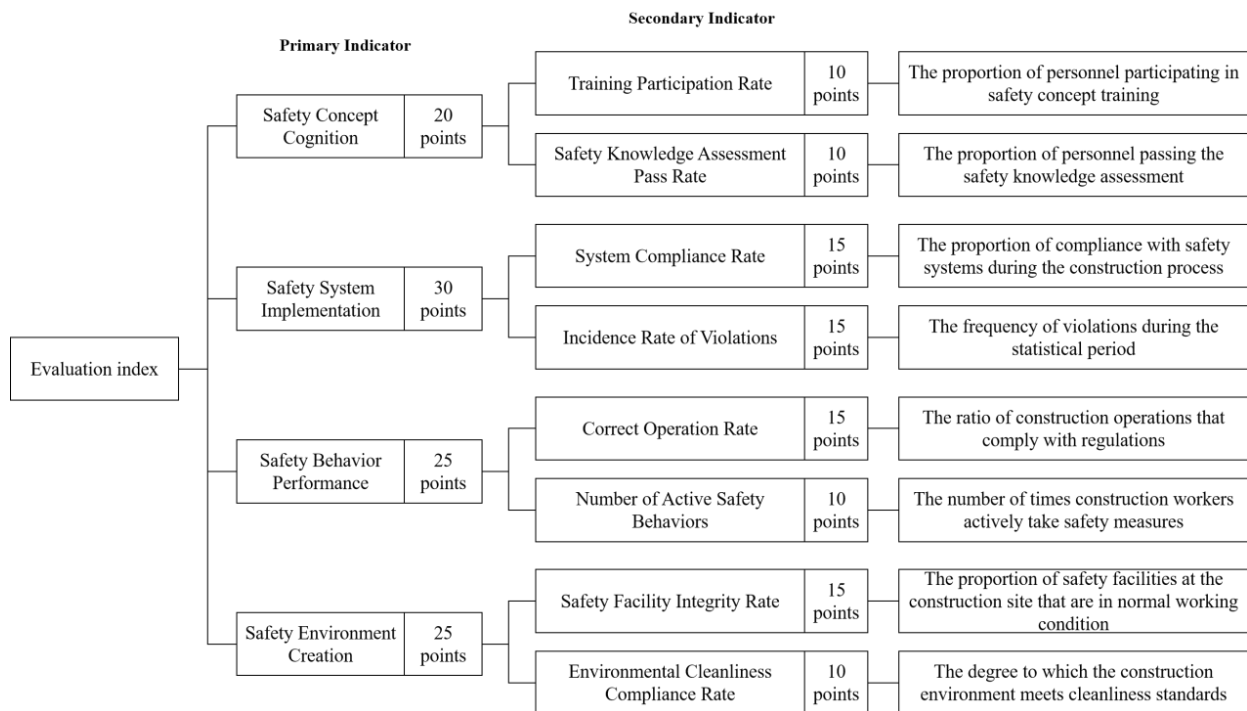 Secondary Indicator
Primary Indicator
Evaluation index
Safety Concept
Cognition
20
points
Training Participation Rate
10
points
The proportion of personnel participating in
safety concept training
Safety Knowledge Assessment
Pass Rate
10
points
The proportion of personnel passing the
safety knowledge assessment
Safety System
Implementation
30
points
System Compliance Rate
15
points
The proportion of compliance with safety
systems during the construction process
Incidence Rate of Violations
15
points
The frequency of violations during the
statistical period
Safety Behavior
Performance
25
points
Correct Operation Rate
15
points
The ratio of construction operations that
comply with regulations
Number of Active Safety
Behaviors
10
points
The number of times construction workers
actively take safety measures
Safety Environment
Creation
25
points
Safety Facility Integrity Rate
15
points
The proportion of safety facilities at the
construction site that are in normal working
condition
Environmental Cleanliness
Compliance Rate
10
points
The degree to which the construction
environment meets cleanliness standards